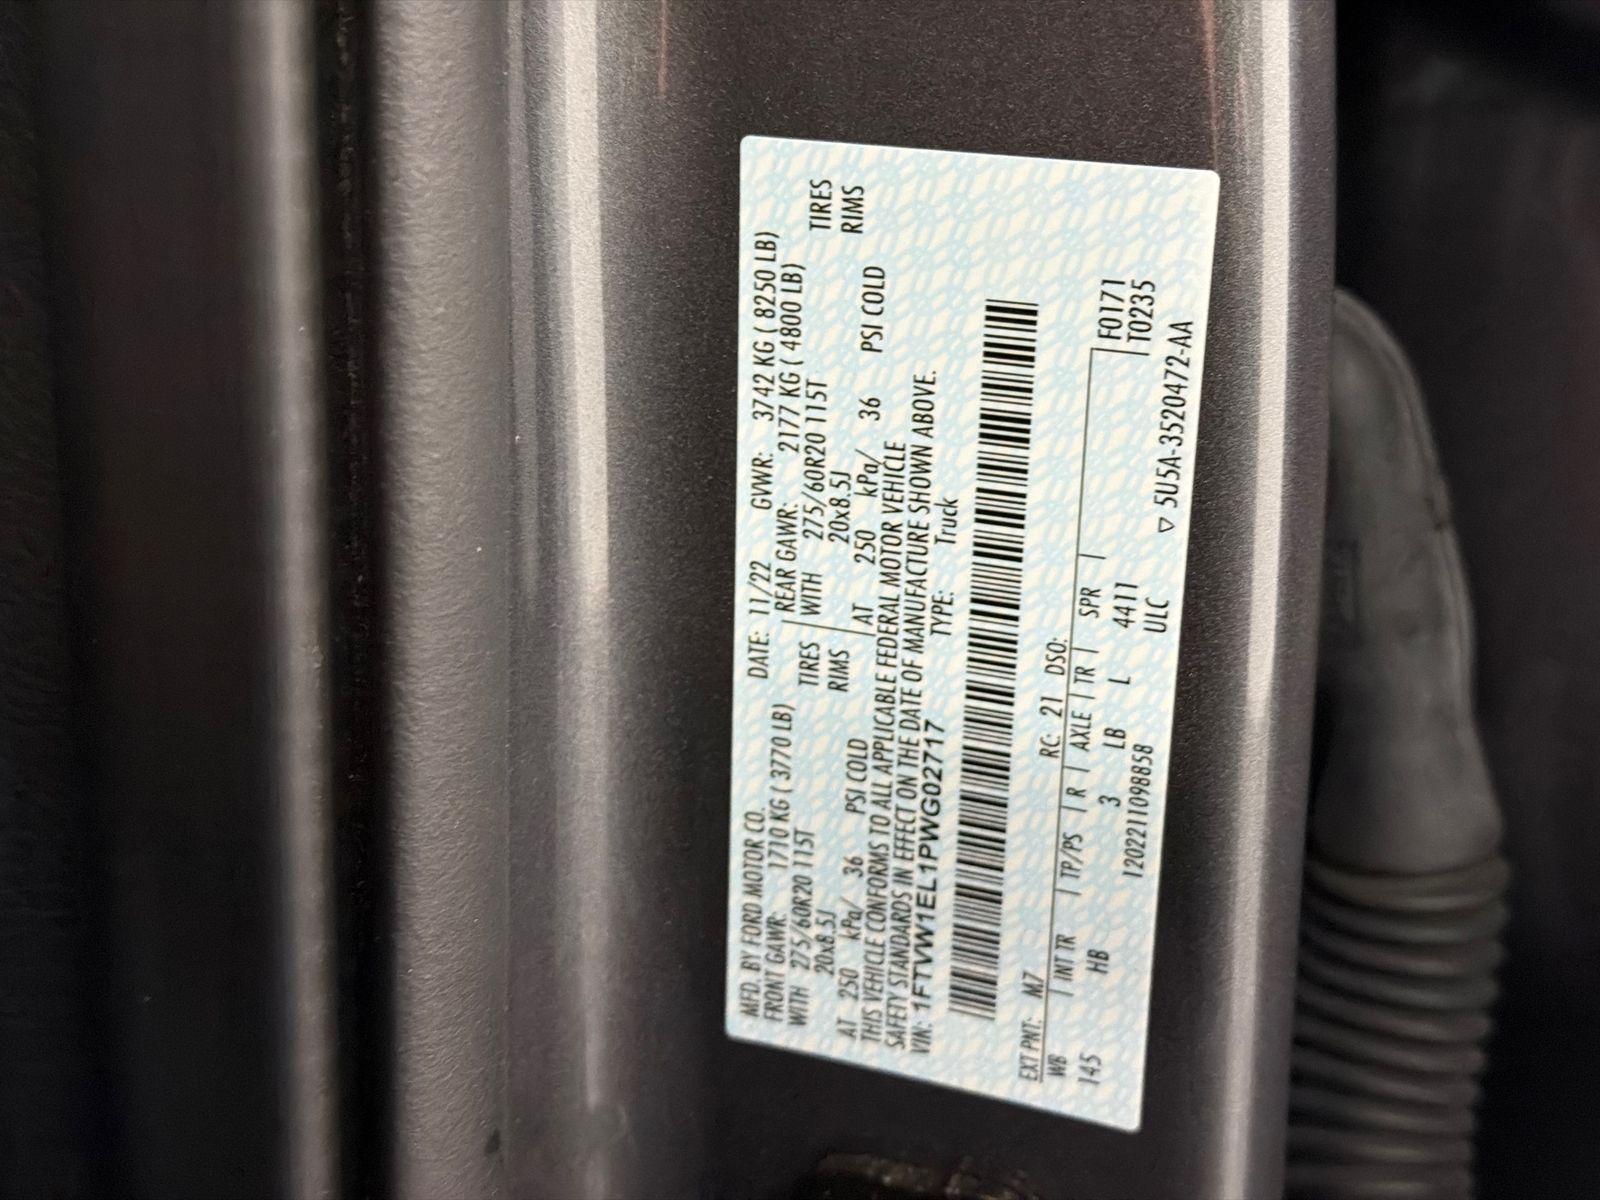 MFD. BY FORD MOTOR CO. DATE: 11/22 GVWR: 3742 KG ( 8250 LB)
FRONT GAWR: 1710 KG ( 3770 LB) REAR GAWR: 2177 KG ( 4800 LB)
WITH 275/60R20 115T TIRES WITH 275/60R20 115T TIRES
20x8.5J RIMS 20x8.5J RIMS
AT 250 kPa/ 36 PSI COLD AT 250 kPa/ 36 PSI COLD
THIS VEHICLE CONFORMS TO ALL APPLICABLE FEDERAL MOTOR VEHICLE
SAFETY STANDARDS IN EFFECT ON THE DATE OF MANUFACTURE SHOWN ABOVE.
VIN: 1FTVW1EL1PWG02717 TYPE: Truck
EXT PNT: M7 RC: 21 DSO:
WB INT TR TP/PS R AXLE TR SPR F0171
145 HB 3 LB L 4411 T0235
120221109885B ULC
▽ 5U5A-3520472-AA